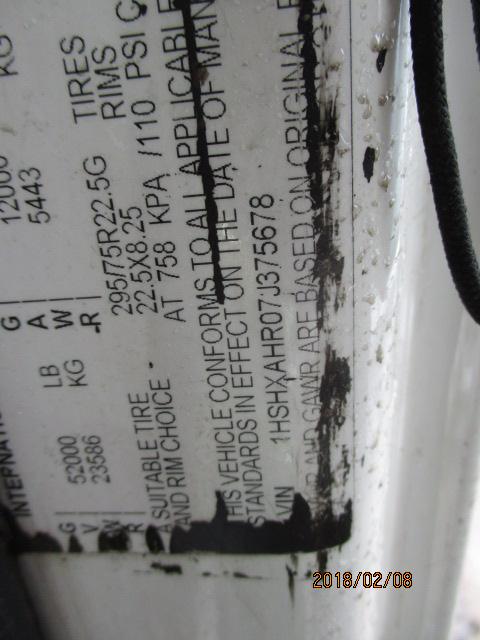 INTERNATI
G
V
W
R
52000 LB
23586 KG
G
A
W
R
12000
5443 KG
A SUITABLE TIRE
AND RIM CHOICE -
295/75R22.5G TIRES
22.5X8.25 RIMS
AT 758 KPA /110 PSI C
THIS VEHICLE CONFORMS TO ALL APPLICABLE
STANDARDS IN EFFECT ON THE DATE OF MAN
VIN 1HSHXAHR07J375678
AND GAWR ARE BASED ON ORIGINAL
2018/02/08